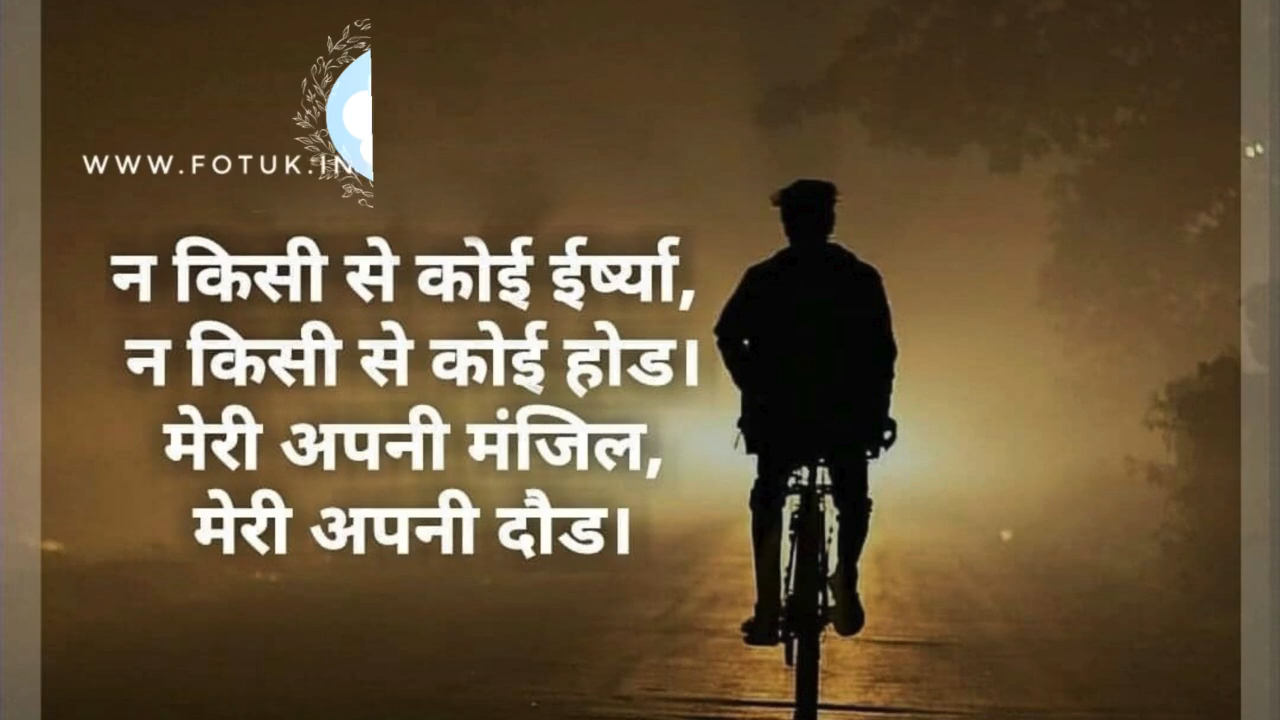 WWW.FOTUK.IN
न किसी से कोई ईर्ष्या,
न किसी से कोई होड।
मेरी अपनी मंजिल,
मेरी अपनी दौड।